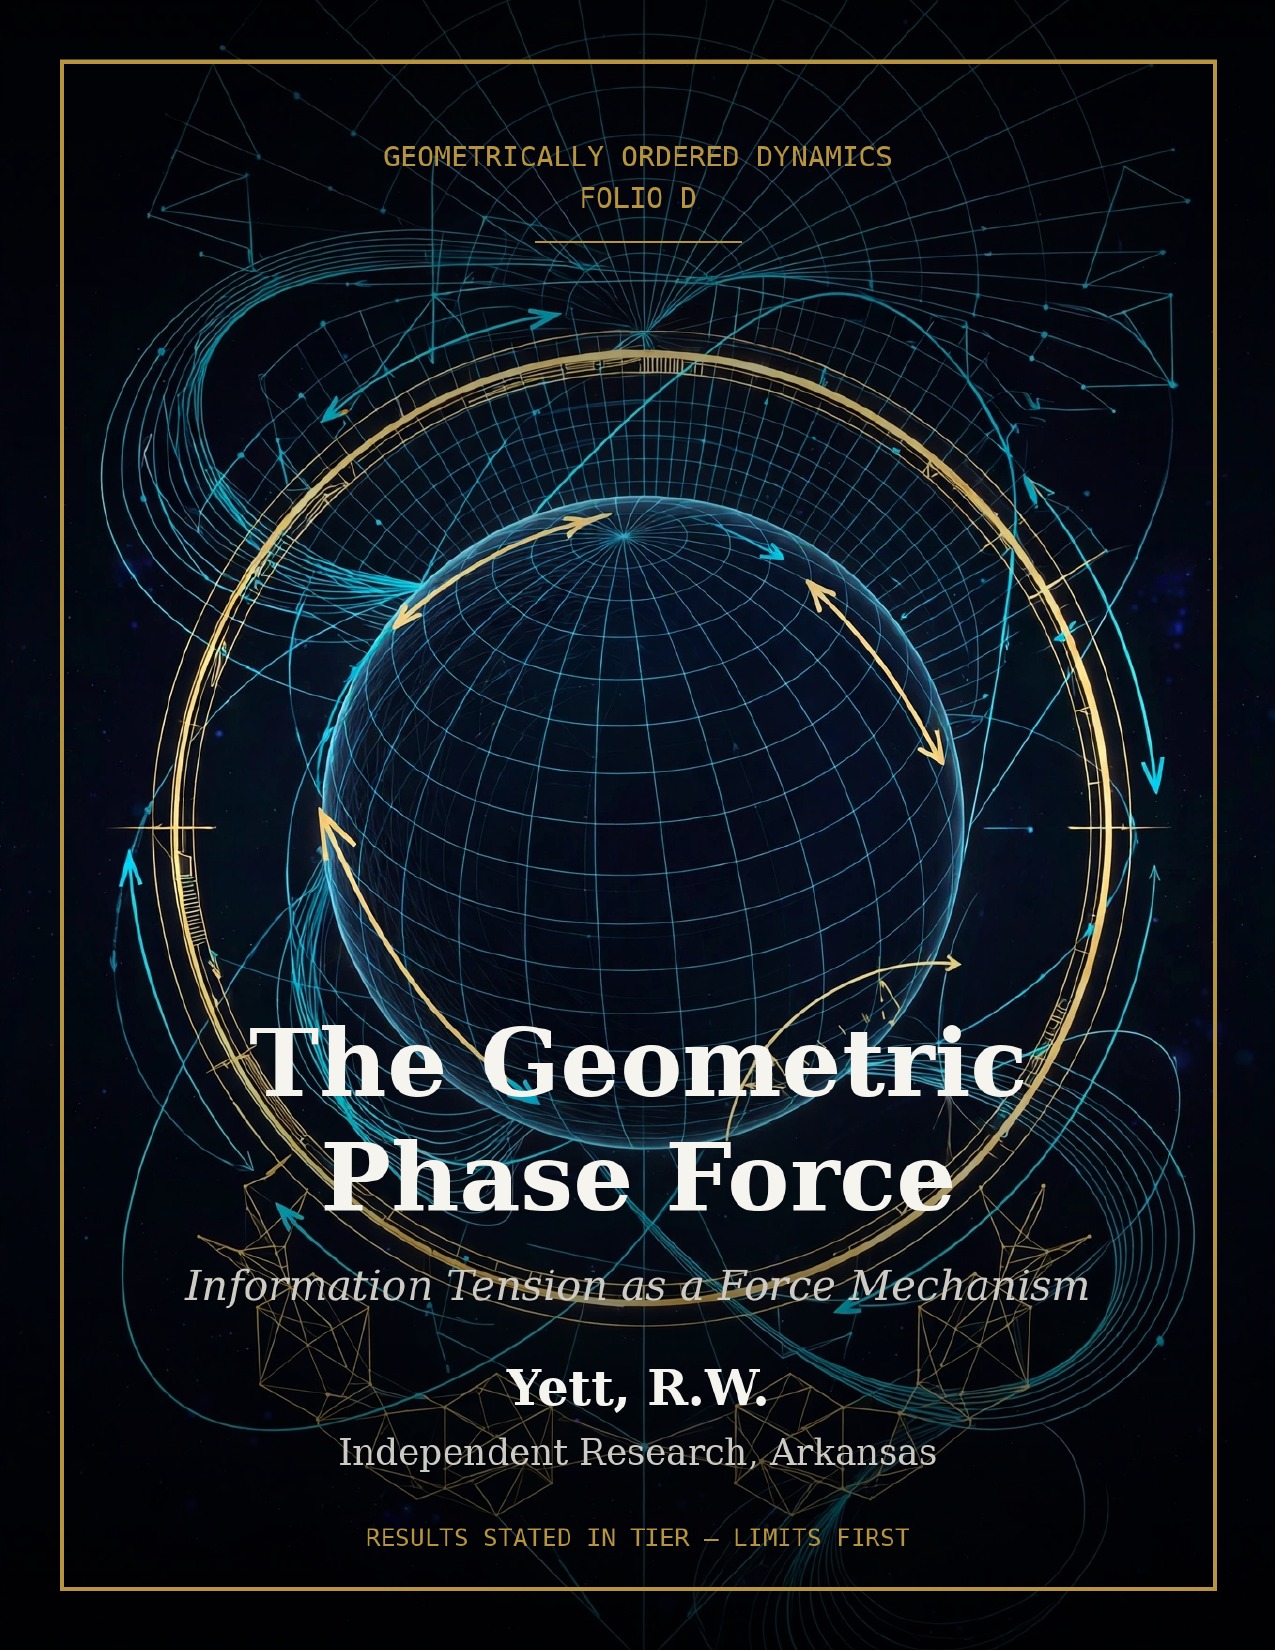 GEOMETRICALLY ORDERED DYNAMICS
FOLIO D
The Geometric
Phase Force
Information Tension as a Force Mechanism
Yett, R.W.
Independent Research, Arkansas
RESULTS STATED IN TIER — LIMITS FIRST